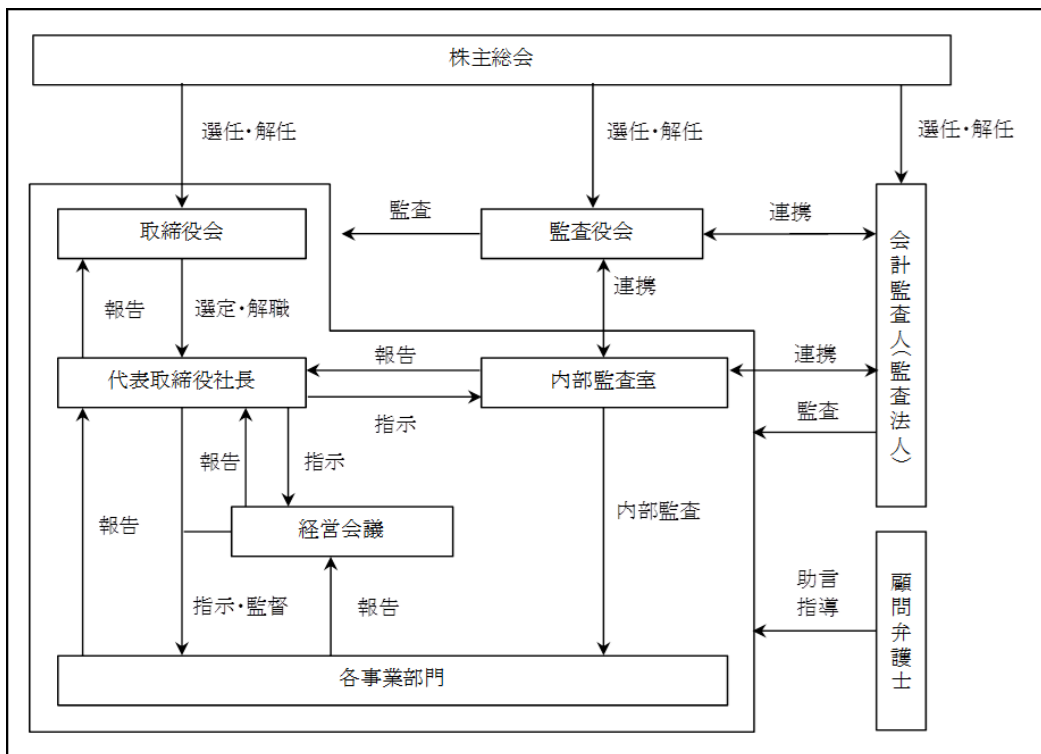 株主総会
選任・解任
選任・解任
選任・解任
取締役会
監査
監査役会
連携
会計監査人(監査法人)
報告
選定・解職
連携
代表取締役社長
報告
指示
内部監査室
連携
監査
報告
報告
指示
経営会議
内部監査
指示・監督
報告
助言
指導
顧問弁護士
各事業部門